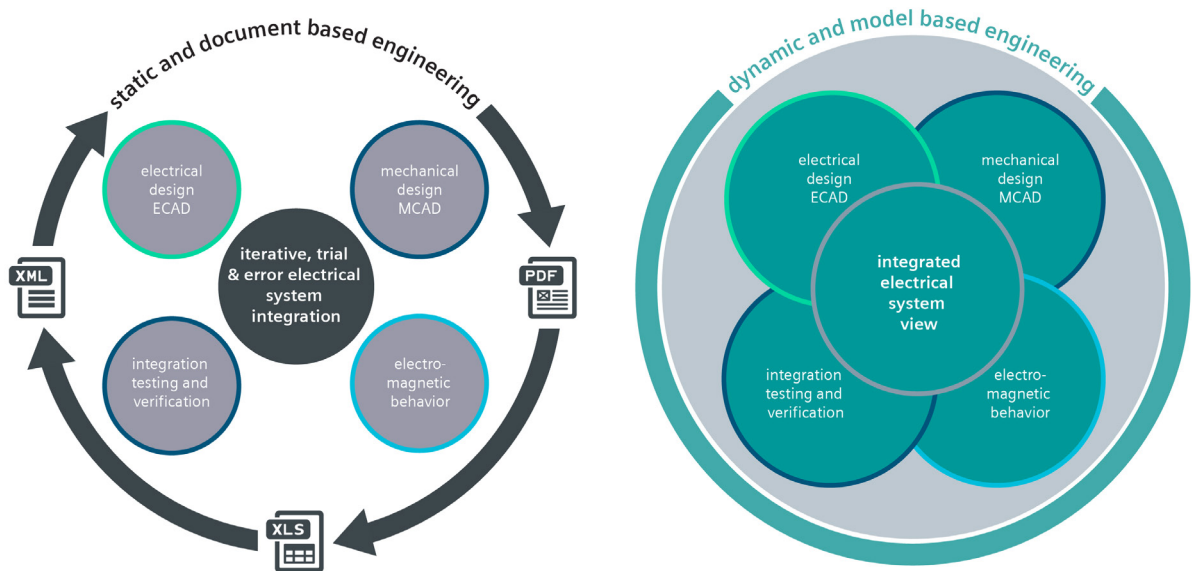 static and document based engineering
electrical
design
ECAD
mechanical
design
MCAD
iterative, trial
& error electrical
system
integration
XML
PDF
integration
testing and
verification
electro-
magnetic
behavior
XLS
dynamic and model based engineering
electrical
design
ECAD
mechanical
design
MCAD
integrated
electrical
system
view
integration
testing and
verification
electro-
magnetic
behavior